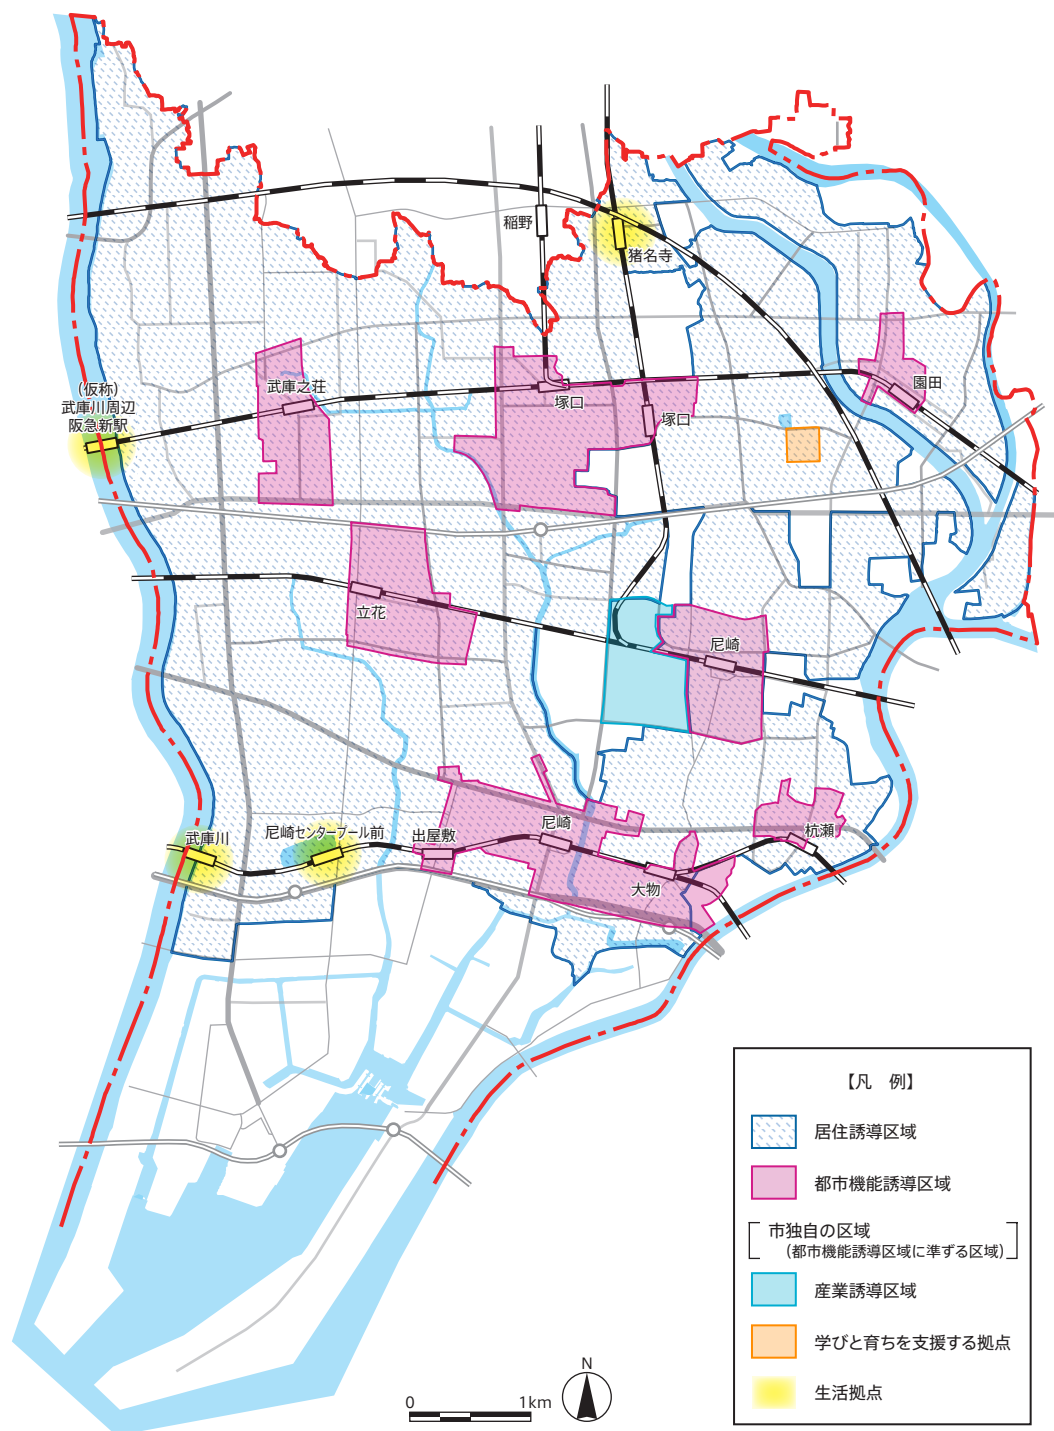 稲野
猪名寺
(仮称)
武庫川周辺
阪急新駅
武庫之荘
塚口
塚口
園田
立花
尼崎
武庫川
尼崎センタープール前
出屋敷
尼崎
大物
杭瀬
【凡 例】
居住誘導区域
都市機能誘導区域
市独自の区域
(都市機能誘導区域に準ずる区域)
産業誘導区域
学びと育ちを支援する拠点
生活拠点
N
0 1km